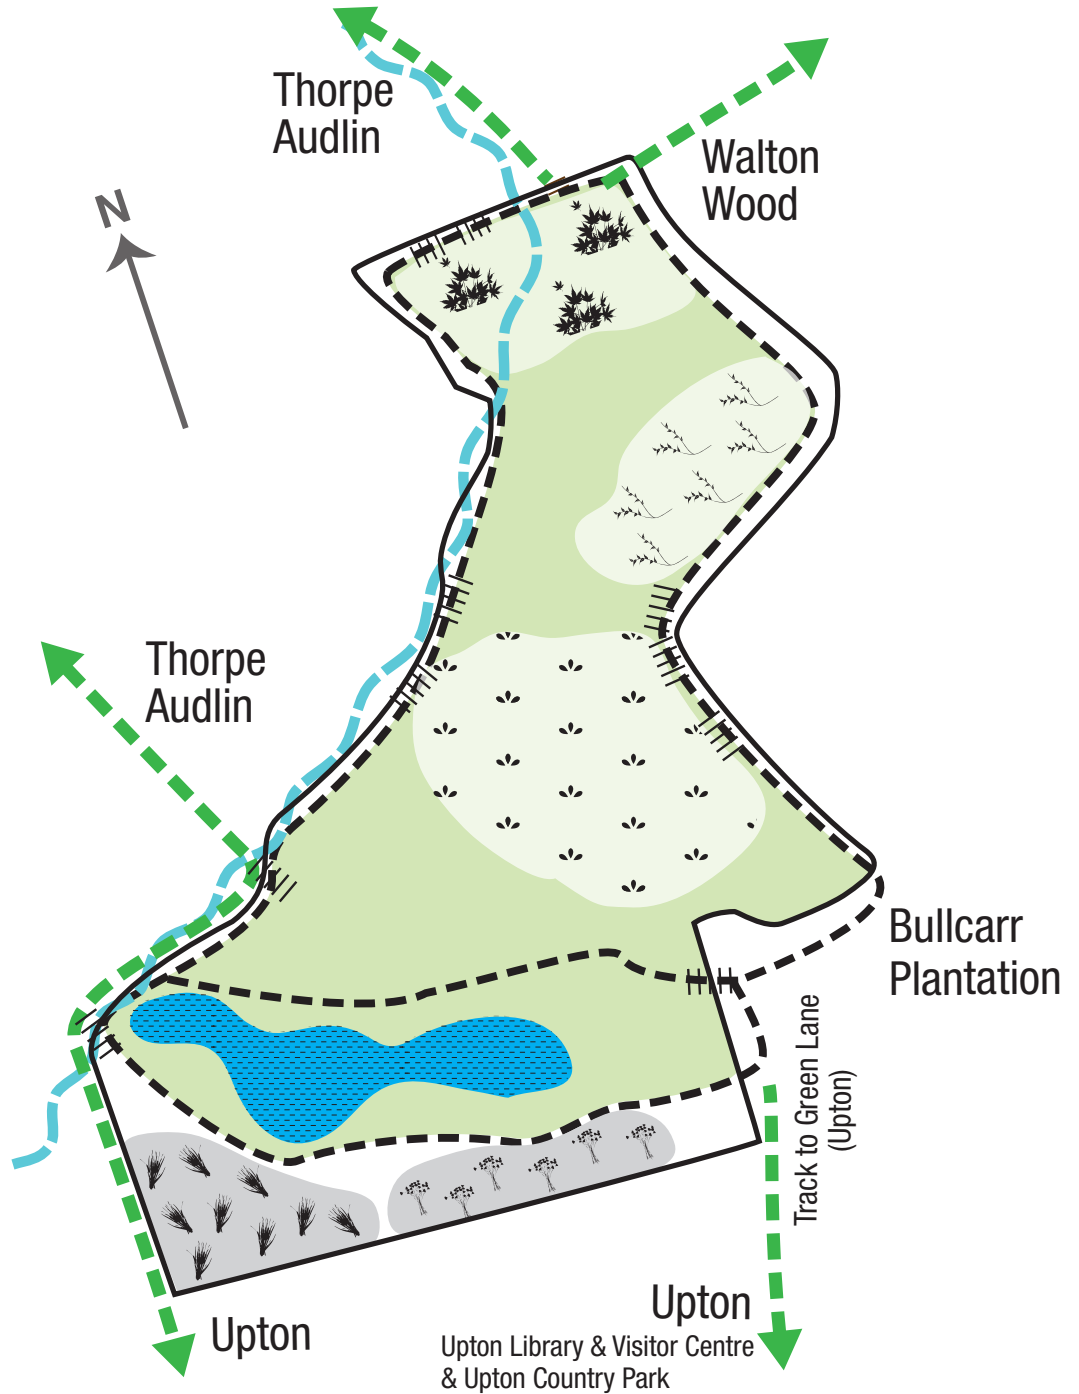 Thorpe
Audlin
Walton
Wood
N
Thorpe
Audlin
Bullcarr
Plantation
Track to Green Lane
(Upton)
Upton
Upton
Upton Library & Visitor Centre
& Upton Country Park